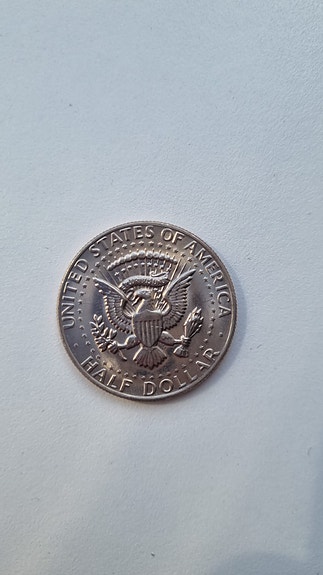 UNITED STATES OF AMERICA
HALF DOLLAR